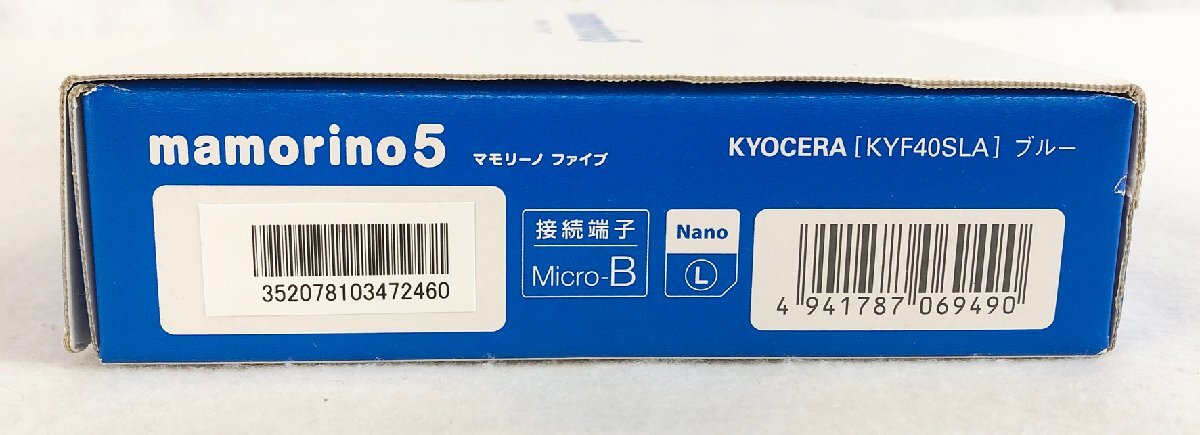 mamorino5 マモリーノ ファイブ
KYOCERA [KYF40SLA] ブルー
352078103472460
接続端子
Micro-B
Nano
L
4 941787 069490